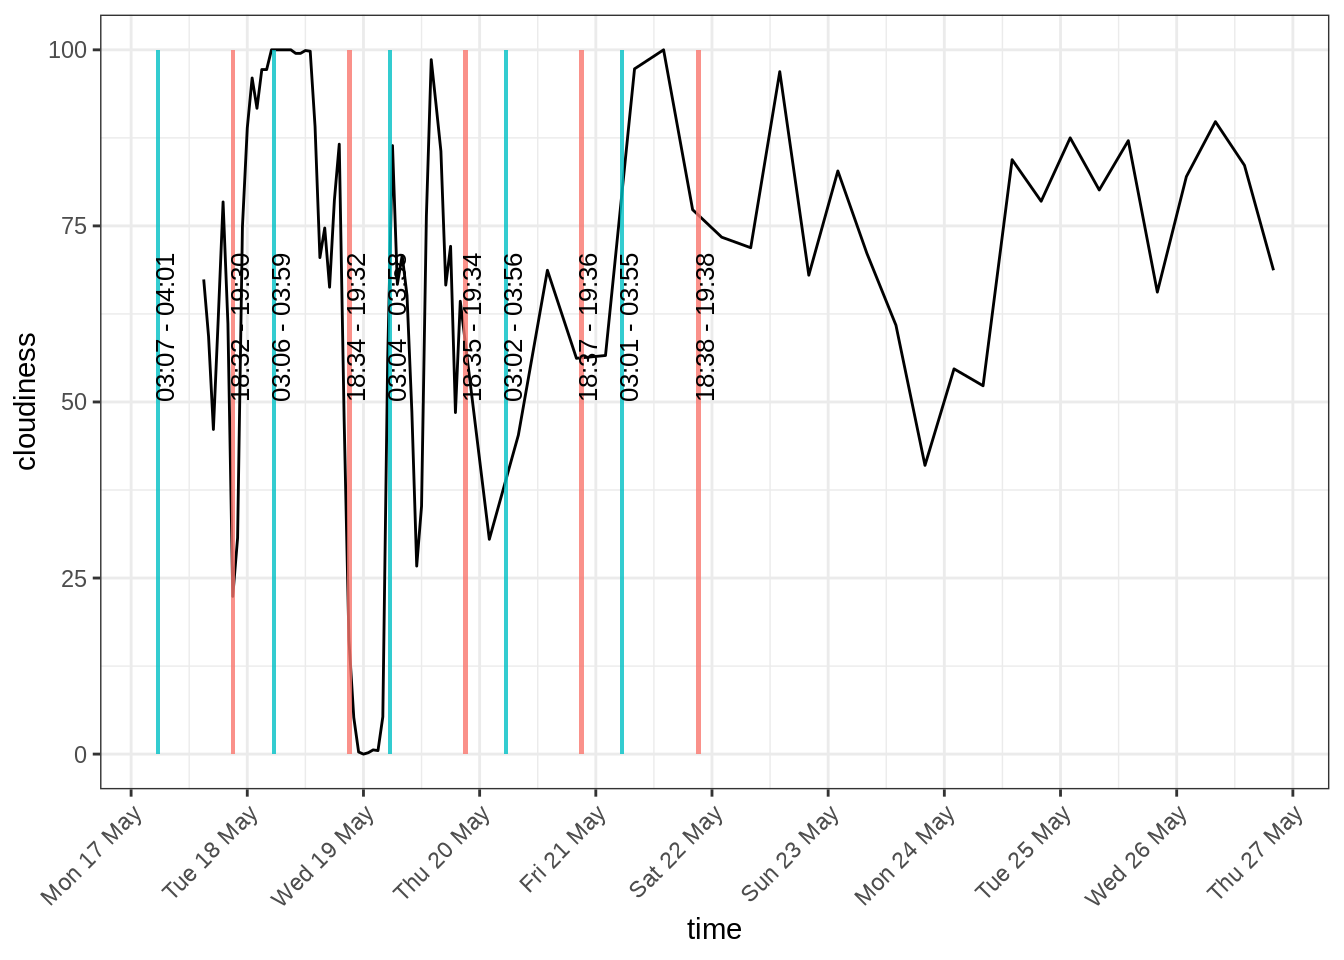 100
75
50
25
0
cloudiness
03:07 - 04:01
18:32 - 19:30
03:06 - 03:59
18:34 - 19:32
03:04 - 03:58
18:35 - 19:34
03:02 - 03:56
18:37 - 19:36
03:01 - 03:55
18:38 - 19:38
Mon 17 May
Tue 18 May
Wed 19 May
Thu 20 May
Fri 21 May
Sat 22 May
Sun 23 May
Mon 24 May
Tue 25 May
Wed 26 May
Thu 27 May
time